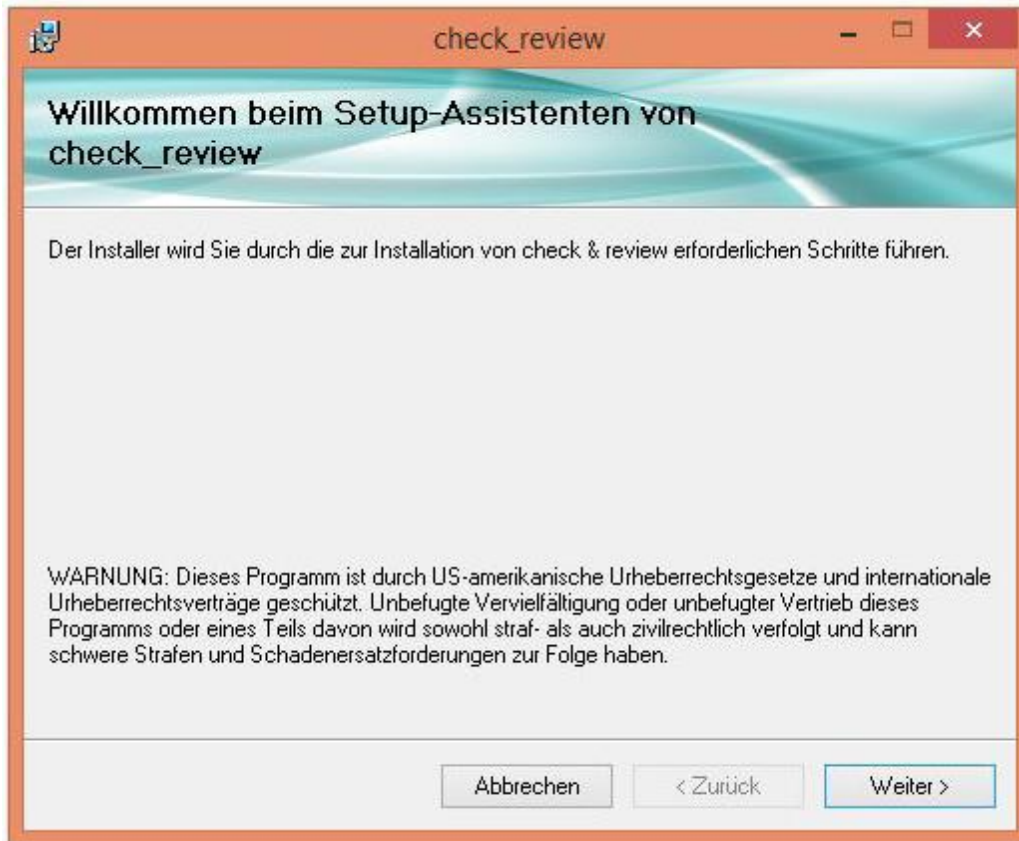 check_review
Willkommen beim Setup-Assistenten von
check_review
Der Installer wird Sie durch die zur Installation von check & review erforderlichen Schritte führen.
WARNUNG: Dieses Programm ist durch US-amerikanische Urheberrechtsgesetze und internationale
Urheberrechtsverträge geschützt. Unbefugte Vervielfältigung oder unbefugter Vertrieb dieses
Programms oder eines Teils davon wird sowohl straf- als auch zivilrechtlich verfolgt und kann
schwere Strafen und Schadenersatzforderungen zur Folge haben.
Abbrechen
< Zurück
Weiter >